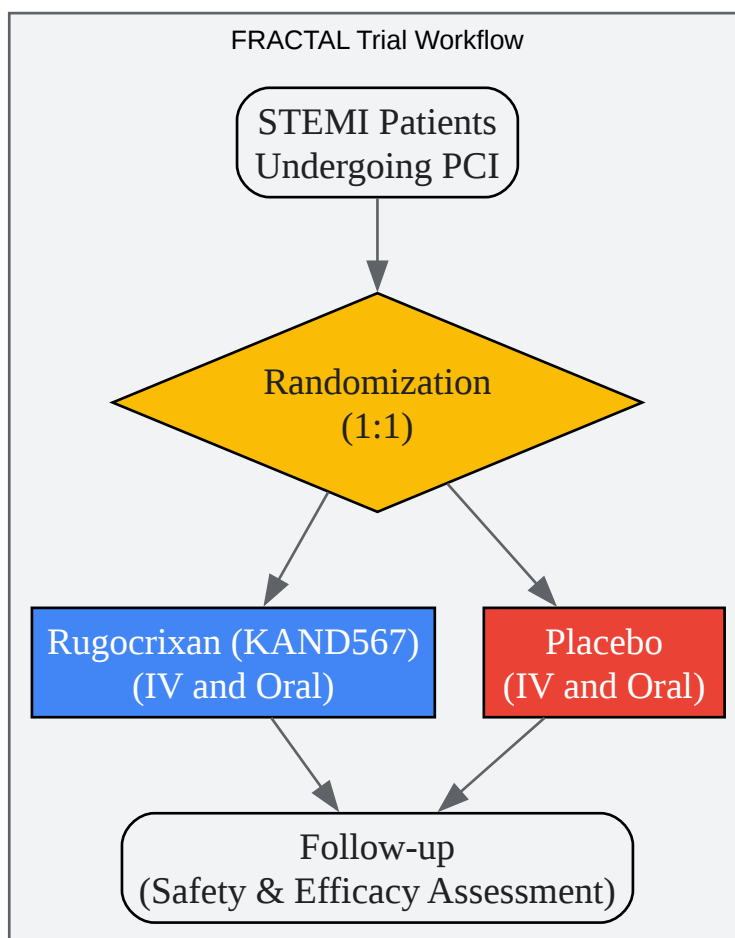 FRACTAL Trial Workflow
STEMI Patients
Undergoing PCI
Randomization
(1:1)
Rugocrixan (KAND567)
(IV and Oral)
Placebo
(IV and Oral)
Follow-up
(Safety & Efficacy Assessment)